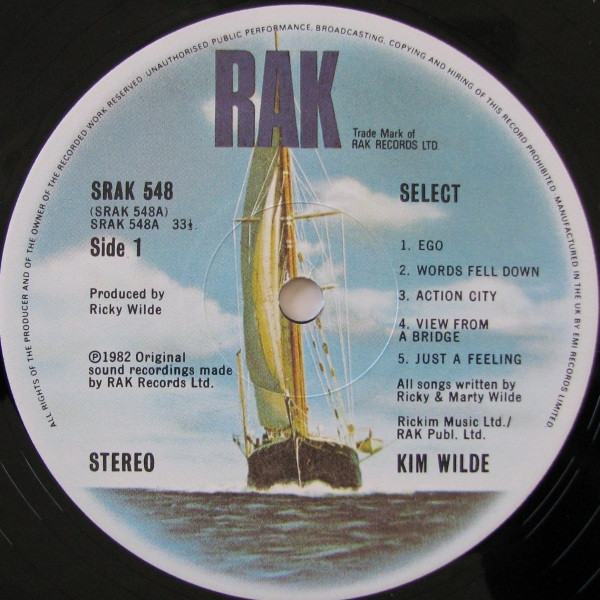 ALL RIGHTS OF THE PRODUCER AND OF THE OWNER OF THE RECORDED WORK RESERVED. UNAUTHORISED PUBLIC PERFORMANCE, BROADCASTING, COPYING AND HIRING OF THIS RECORD PROHIBITED. MANUFACTURED IN THE UK BY EMI RECORDS LIMITED
RAK
Trade Mark of
RAK RECORDS LTD.
SRAK 548
(SRAK 548A)
SRAK 548A 33⅓.
Side 1
Produced by
Ricky Wilde
℗1982 Original
sound recordings made
by RAK Records Ltd.
STEREO
SELECT
1. EGO
2. WORDS FELL DOWN
3. ACTION CITY
4. VIEW FROM
A BRIDGE
5. JUST A FEELING
All songs written by
Ricky & Marty Wilde
Rickim Music Ltd./
RAK Publ. Ltd.
KIM WILDE